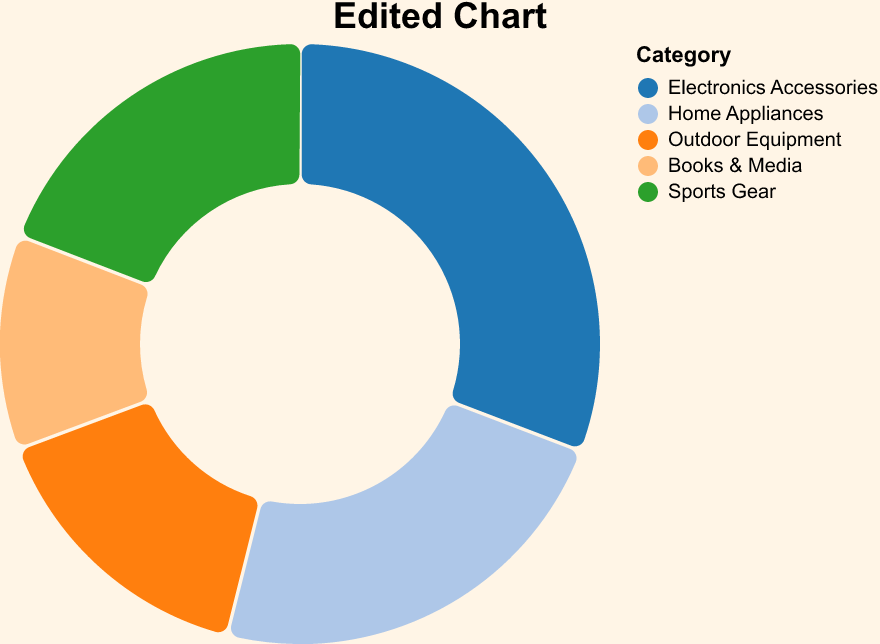 Edited Chart
Category
Electronics Accessories
Home Appliances
Outdoor Equipment
Books & Media
Sports Gear